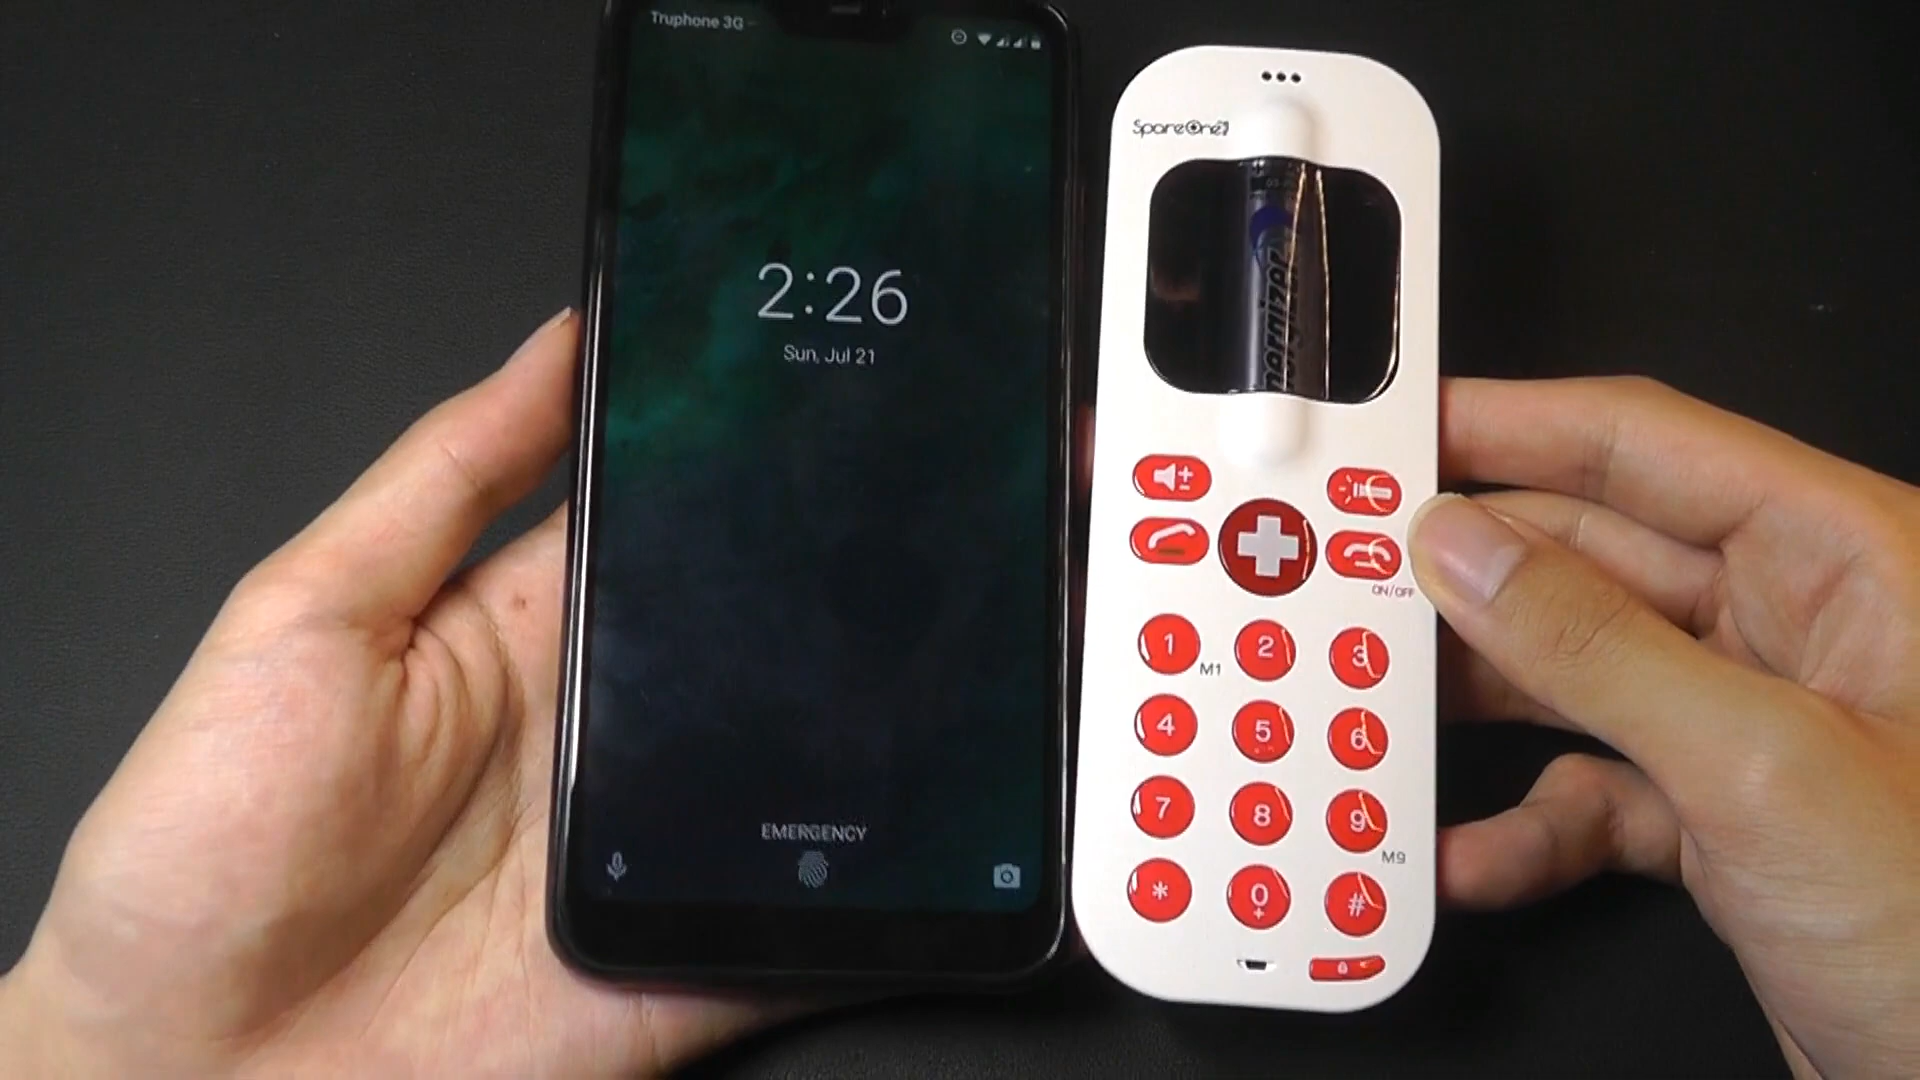 Truphone 3G
2:26
Sun, Jul 21
EMERGENCY
SpareOne
Energizer
ON/OFF
1
M1
2
3
4
5
6
7
8
9
M9
*
0
+
#